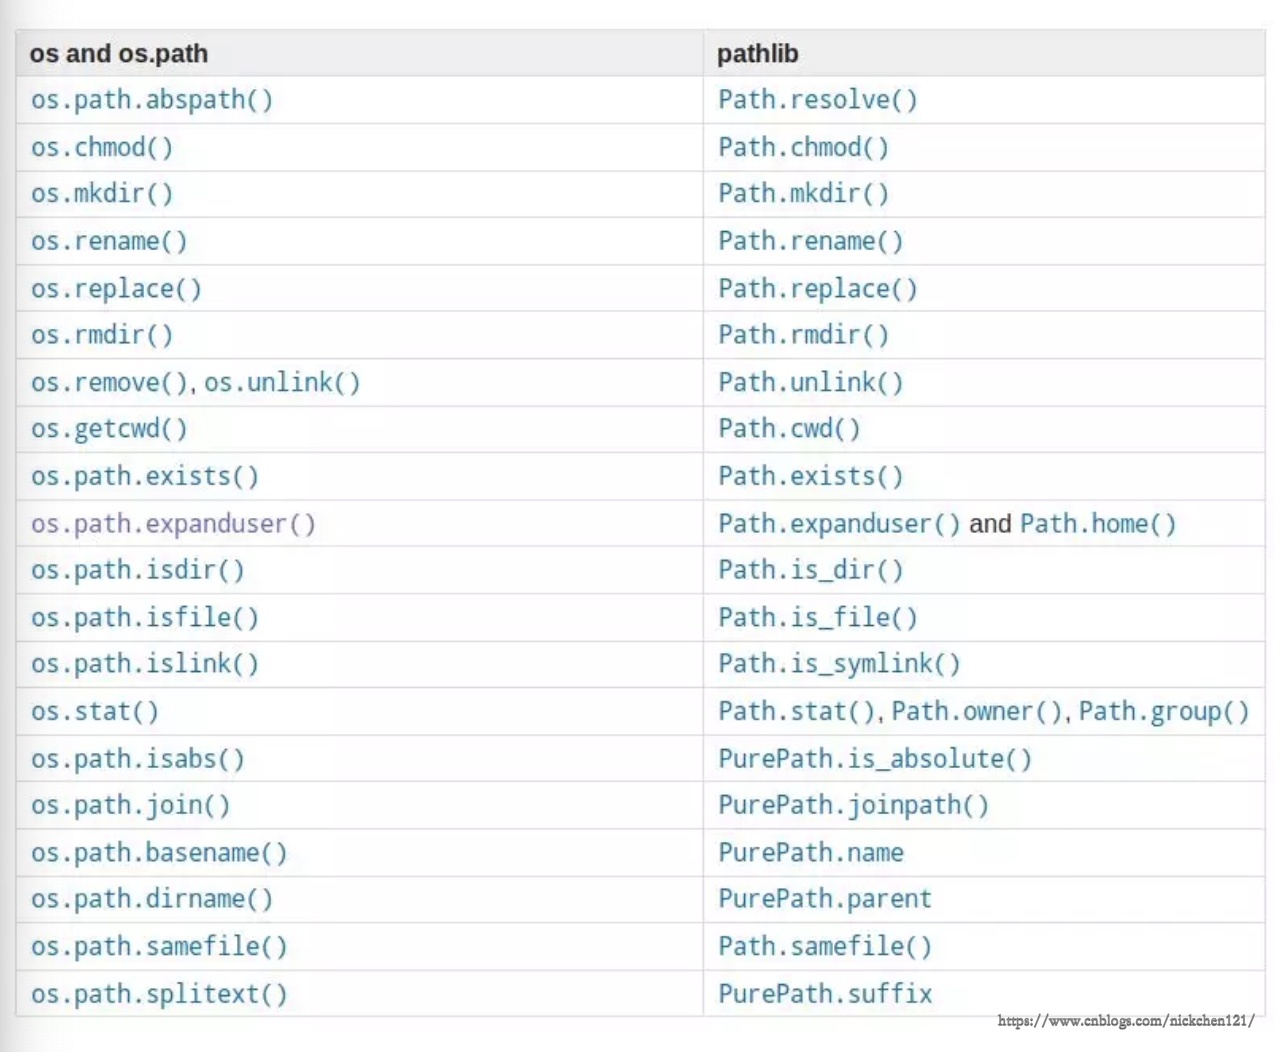 os and os.path pathlib
os.path.abspath() Path.resolve()
os.chmod() Path.chmod()
os.mkdir() Path.mkdir()
os.rename() Path.rename()
os.replace() Path.replace()
os.rmdir() Path.rmdir()
os.remove(), os.unlink() Path.unlink()
os.getcwd() Path.cwd()
os.path.exists() Path.exists()
os.path.expanduser() Path.expanduser() and Path.home()
os.path.isdir() Path.is_dir()
os.path.isfile() Path.is_file()
os.path.islink() Path.is_symlink()
os.stat() Path.stat(), Path.owner(), Path.group()
os.path.isabs() PurePath.is_absolute()
os.path.join() PurePath.joinpath()
os.path.basename() PurePath.name
os.path.dirname() PurePath.parent
os.path.samefile() Path.samefile()
os.path.splitext() PurePath.suffix
https://www.cnblogs.com/nickchen121/